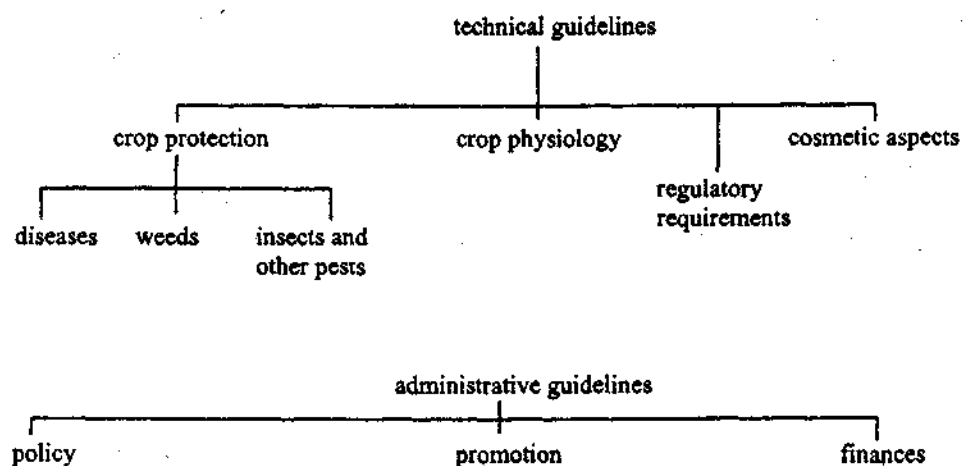 technical guidelines
crop protection
crop physiology
cosmetic aspects
regulatory
requirements
diseases
weeds
insects and
other pests
administrative guidelines
policy
promotion
finances